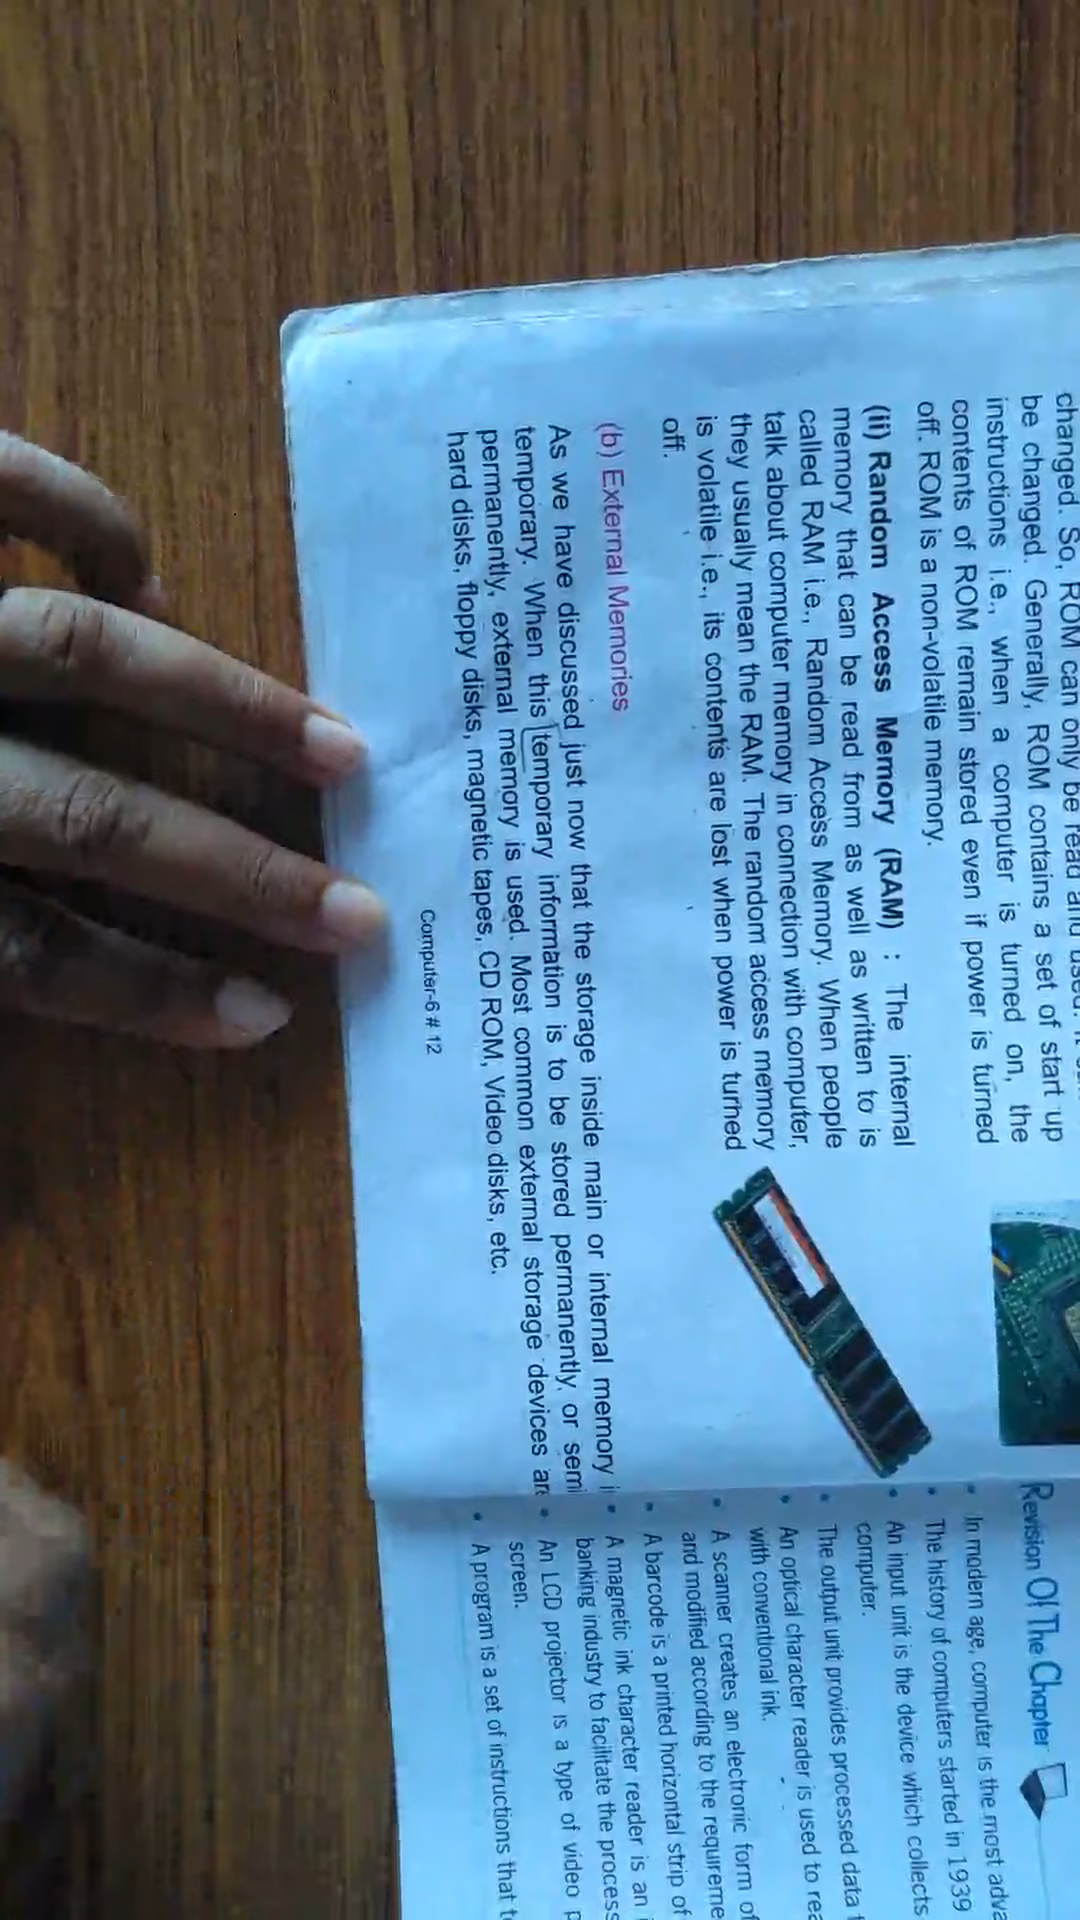 changed. So, ROM can only be read and used.
be changed. Generally, ROM contains a set of start up
instructions i.e., when a computer is turned on, the
contents of ROM remain stored even if power is turned
off. ROM is a non-volatile memory.
(ii) Random Access Memory (RAM) : The internal
memory that can be read from as well as written to is
called RAM i.e., Random Access Memory. When people
talk about computer memory in connection with computer,
they usually mean the RAM. The random access memory
is volatile i.e., its contents are lost when power is turned
off.
(b) External Memories
As we have discussed just now that the storage inside main or internal memory
temporary. When this temporary information is to be stored permanently, or semi
permanently, external memory is used. Most common external storage devices are
hard disks, floppy disks, magnetic tapes, CD ROM, Video disks, etc.
Computer-6 # 12
Revision Of The Chapter
• In modern age, computer is the most
• The history of computers started in 1939
• An input unit is the device which collects
computer.
• The output unit provides processed data
• An optical character reader is used to
with conventional ink.
• A scanner creates an electronic form of
and modified according to the
• A barcode is a printed horizontal strip of
• A magnetic ink character reader is an
banking industry to facilitate the
• An LCD projector is a type of video
screen.
• A program is a set of instructions that